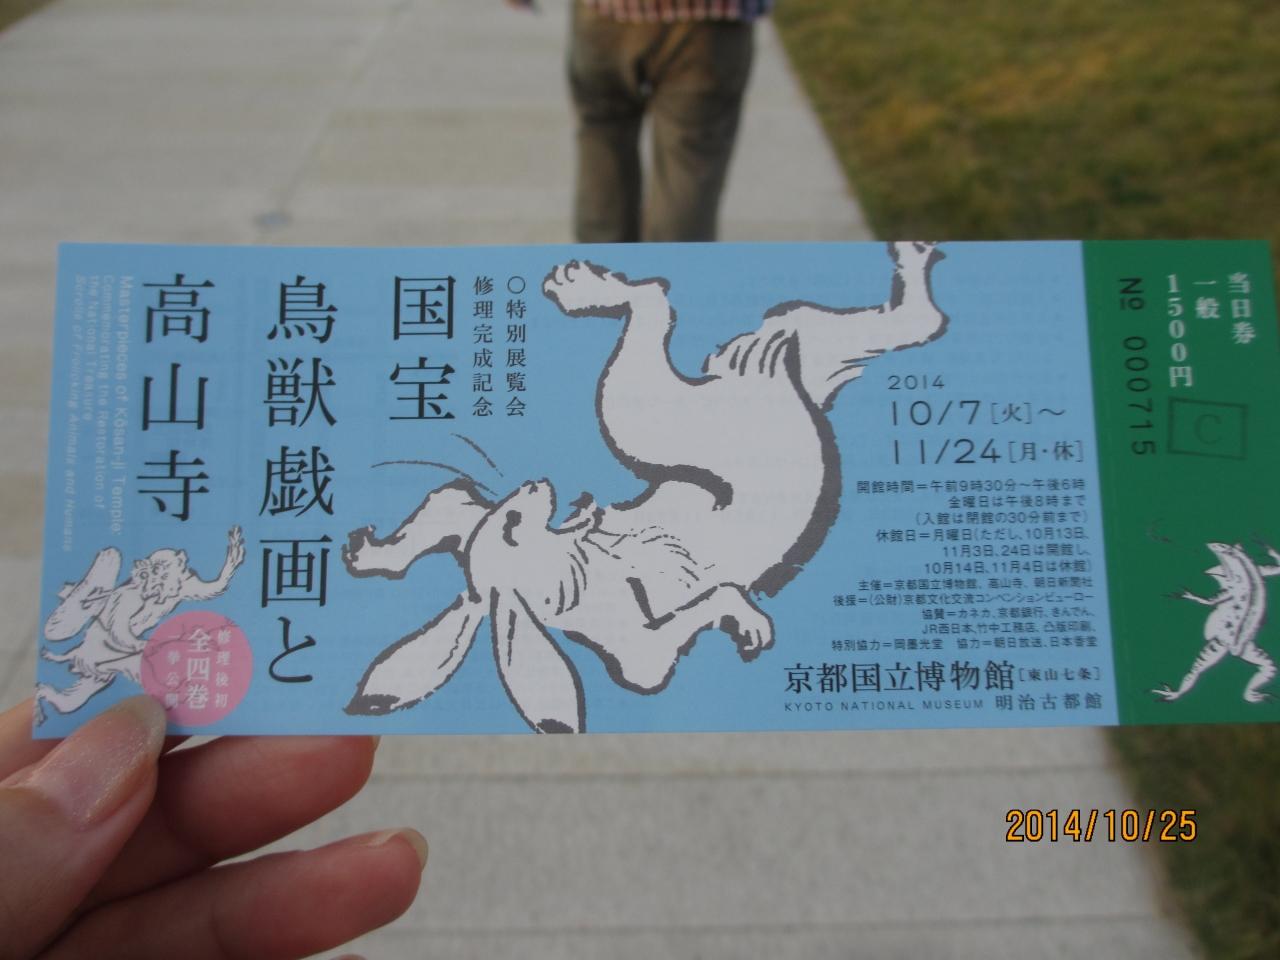 当日券
一般
1500円
C
№ 000715
○特別展覧会
修理完成記念
国宝
鳥獣戯画と
高山寺
Masterpieces of Kōsan-ji Temple:
Commemorating the Restoration of
the National Treasure
Scrolls of Frolicking Animals and Humans
修理後初
全四巻
一挙公開
2014
10/7[火]〜
11/24[月・休]
開館時間=午前9時30分〜午後6時
金曜日は午後8時まで
(入館は閉館の30分前まで)
休館日=月曜日(ただし、10月13日、
11月3日、24日は開館し、
10月14日、11月4日は休館)
主催=京都国立博物館、高山寺、朝日新聞社
後援=(公財)京都文化交流コンベンションビューロー
協賛=カネカ、京都銀行、きんでん、
JR西日本、竹中工務店、凸版印刷、
特別協力=岡墨光堂 協力=朝日放送、日本香堂
京都国立博物館[東山七条]
KYOTO NATIONAL MUSEUM 明治古都館
2014/10/25